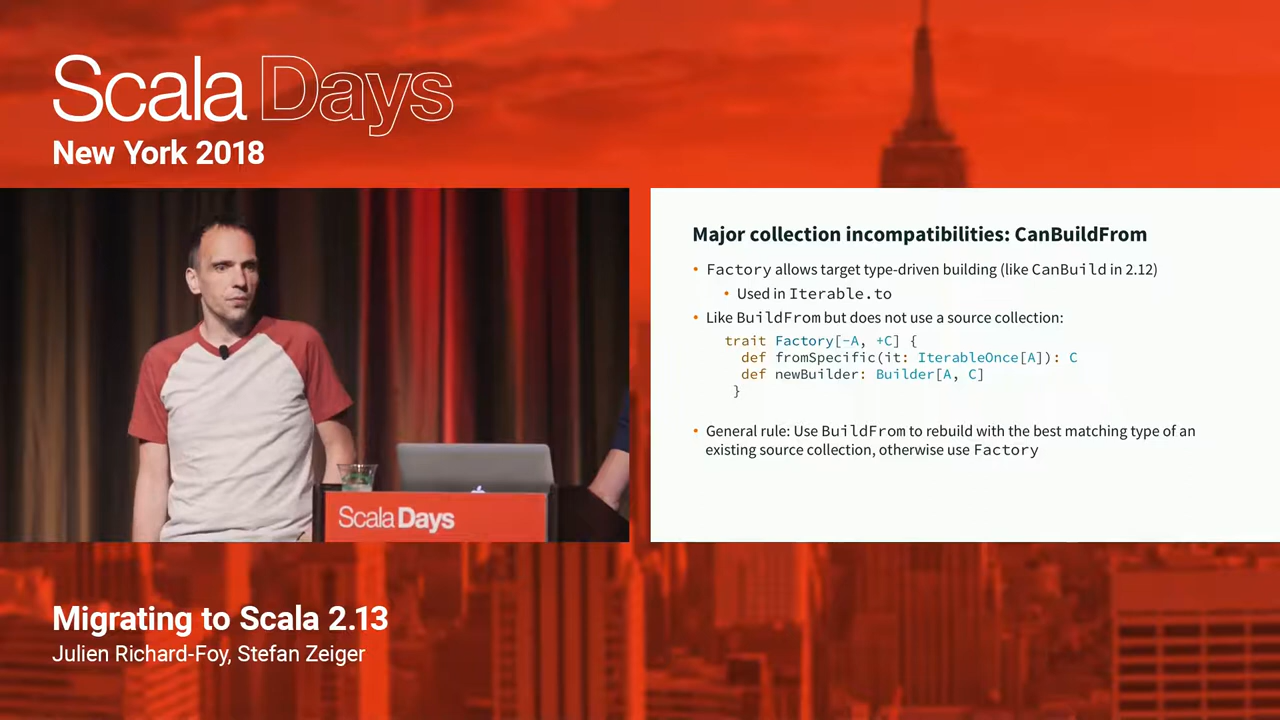 Scala Days
New York 2018
Major collection incompatibilities: CanBuildFrom
• Factory allows target type-driven building (like CanBuild in 2.12)
• Used in Iterable.to
• Like BuildFrom but does not use a source collection:
trait Factory[-A, +C] {
def fromSpecific(it: IterableOnce[A]): C
def newBuilder: Builder[A, C]
}
• General rule: Use BuildFrom to rebuild with the best matching type of an
existing source collection, otherwise use Factory
Scala Days
Migrating to Scala 2.13
Julien Richard-Foy, Stefan Zeiger